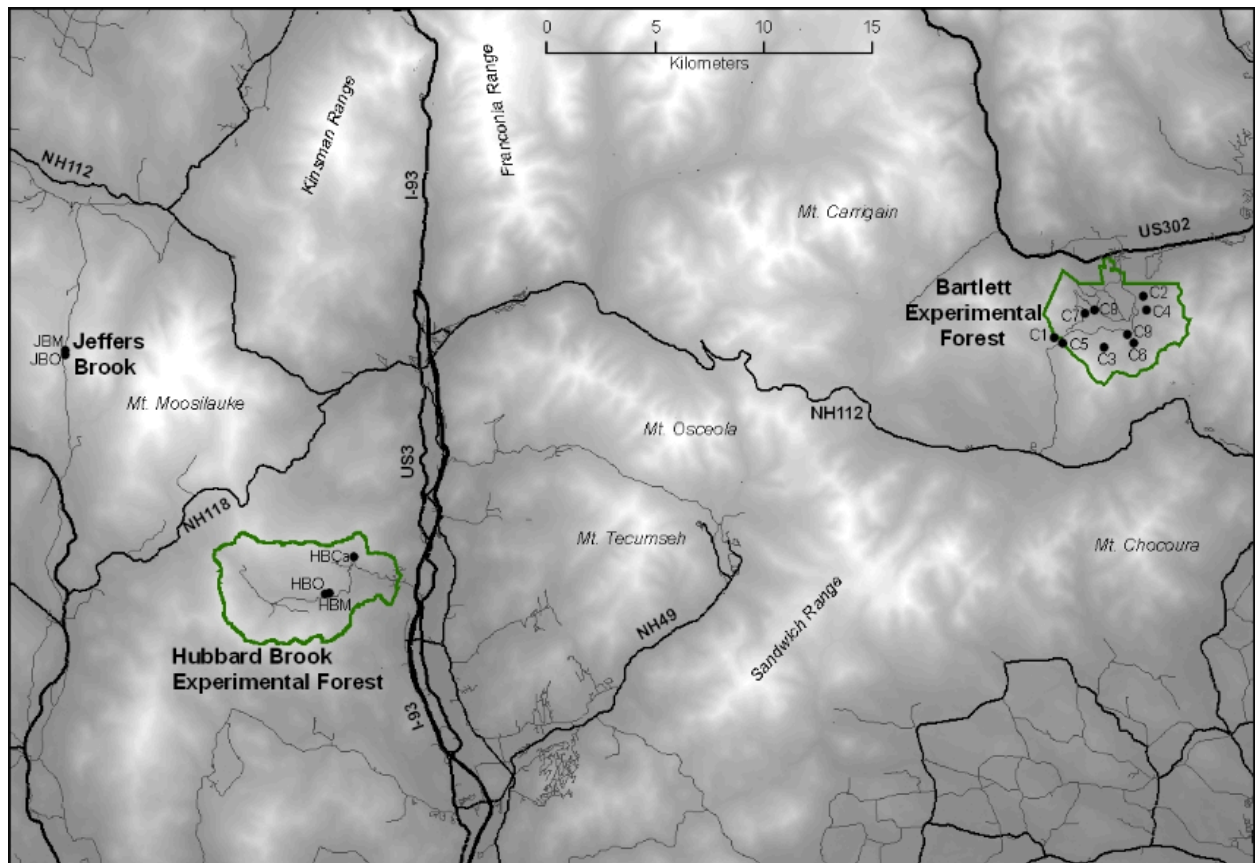 0 5 10 15
Kilometers
Kinsman Range
Franconia Range
NH112
I-93
Mt. Carrigain
US302
Bartlett
Experimental
Forest
C2
C7
C8
C4
C1
C9
C5
C3
C6
JBM
JBO
Jeffers
Brook
Mt. Moosilauke
NH112
Mt. Osceola
US3
NH118
Mt. Tecumseh
Mt. Chocoura
HBCa
HBO
HBM
Sandwich Range
NH49
Hubbard Brook
Experimental Forest
I-93